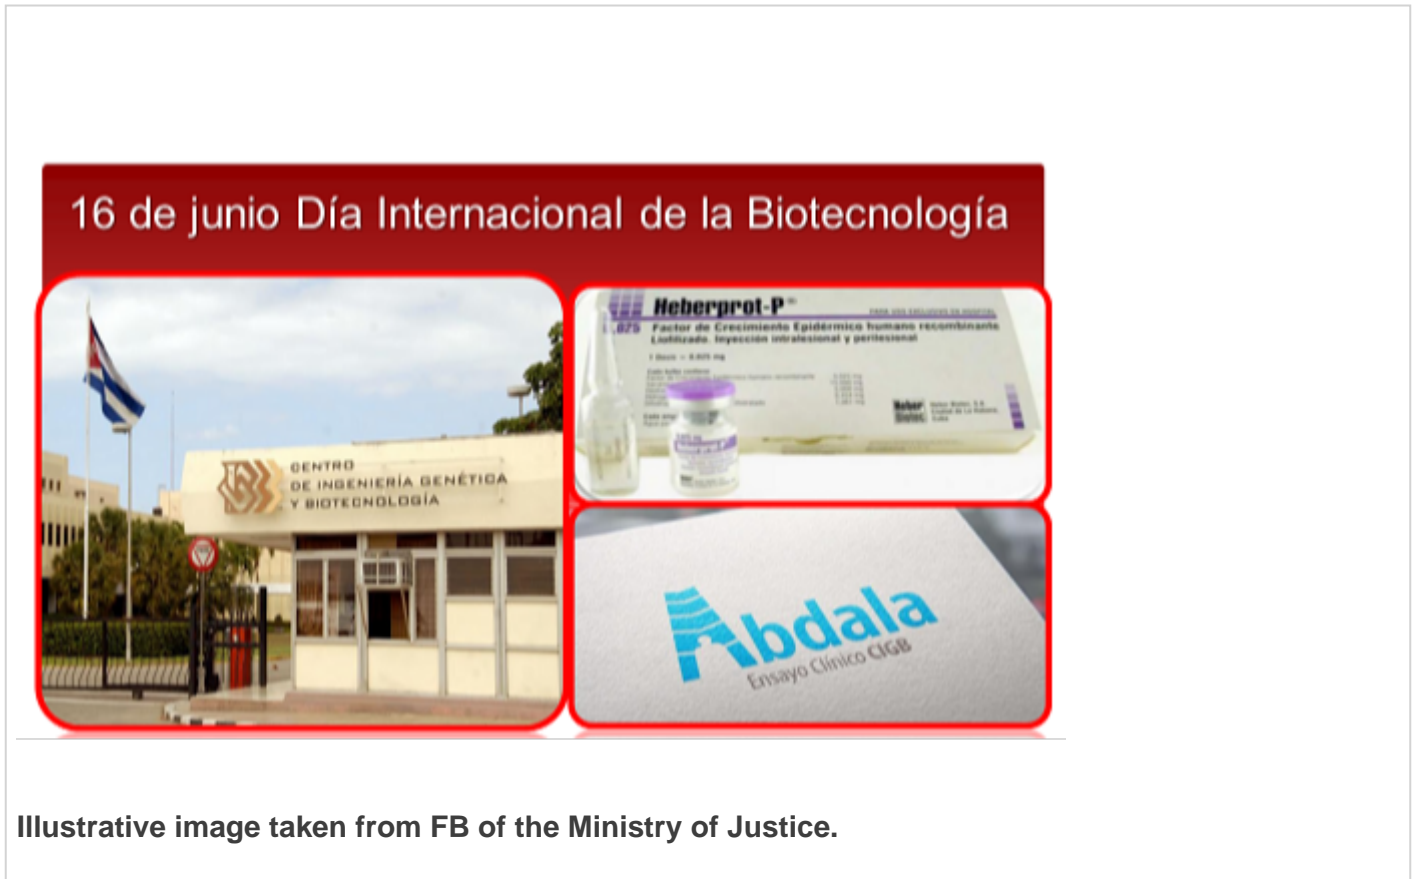 16 de junio Día Internacional de la Biotecnología
CENTRO
DE INGENIERÍA GENÉTICA
Y BIOTECNOLOGÍA
Heberprot-P®
Factor de Crecimiento Epidérmico humano recombinante
Liofilizado. Inyección intralesional y perilesional
Heber
Biotec
Abdala
Ensayo Clínico CIGB
Illustrative image taken from FB of the Ministry of Justice.